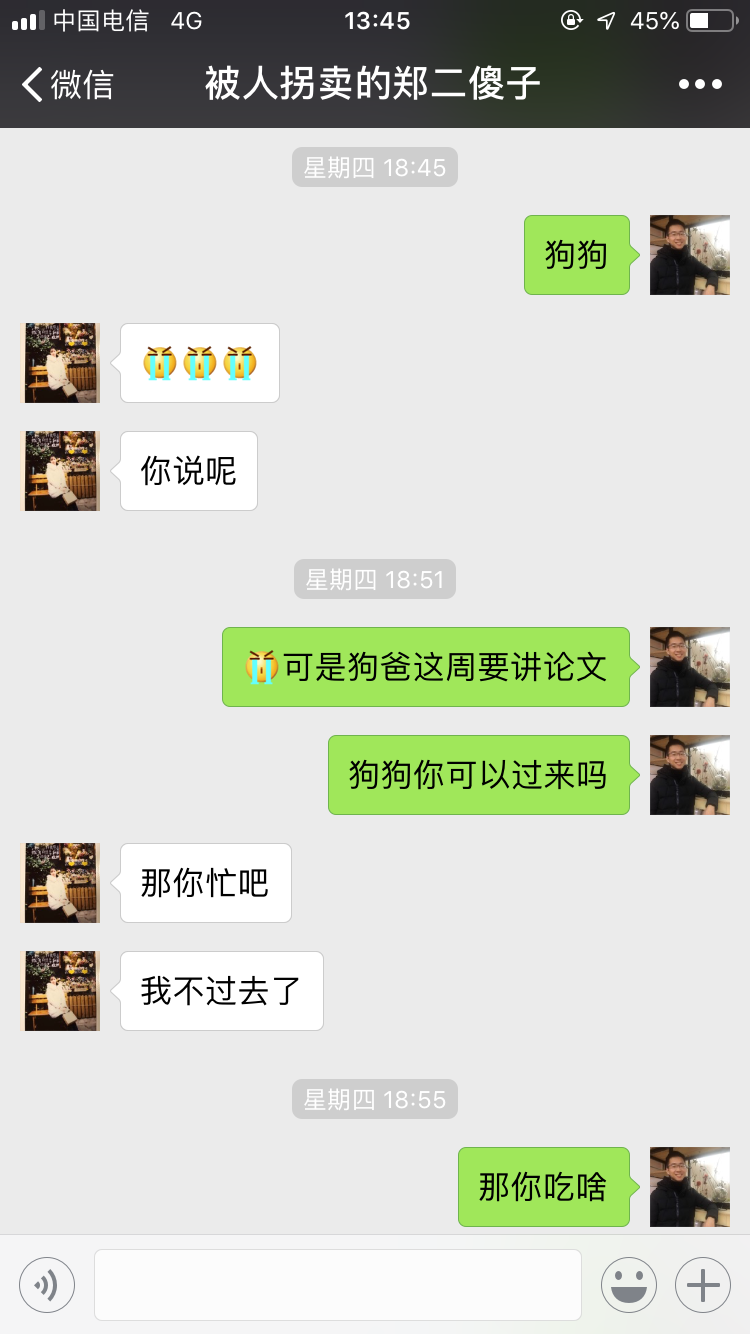 中国电信 4G 13:45 45%
微信 被人拐卖的郑二傻子
星期四 18:45
狗狗
你说呢
星期四 18:51
可是狗爸这周要讲论文
狗狗你可以过来吗
那你忙吧
我不过去了
星期四 18:55
那你吃啥